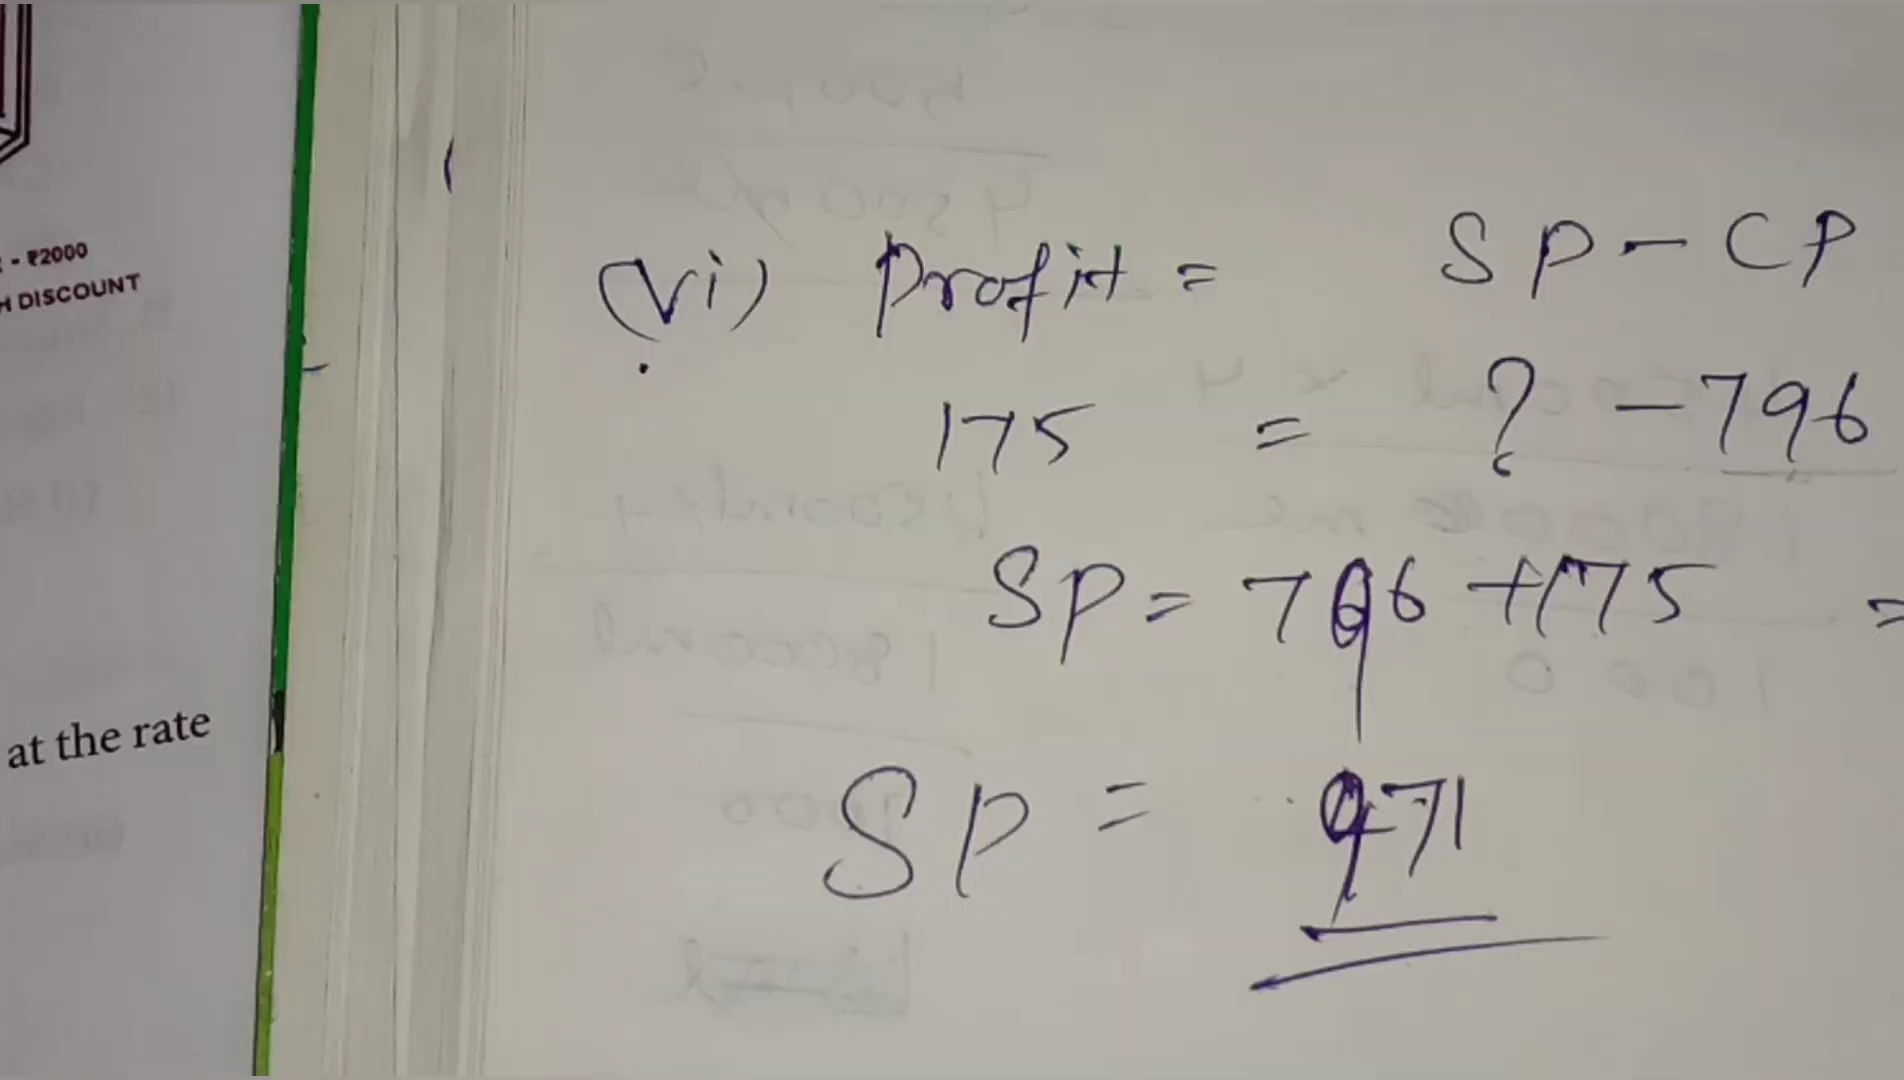 - ₹2000
H DISCOUNT
at the rate
(vi) Profit = SP - CP
175 = ? - 796
SP = 796 + 175 =
SP = 971